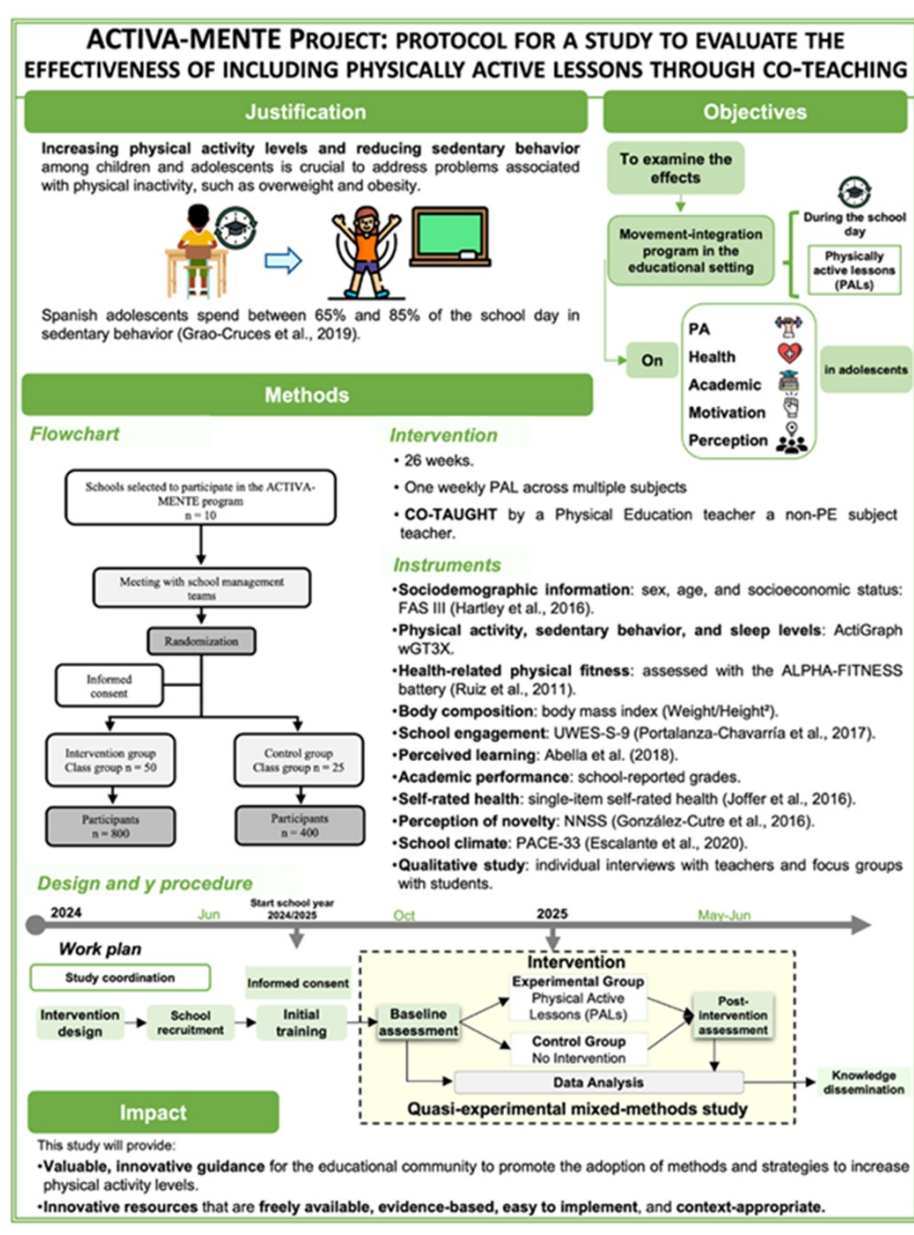 ACTIVA-MENTE PROJECT: PROTOCOL FOR A STUDY TO EVALUATE THE
EFFECTIVENESS OF INCLUDING PHYSICALLY ACTIVE LESSONS THROUGH CO-TEACHING
Justification
Increasing physical activity levels and reducing sedentary behavior
among children and adolescents is crucial to address problems associated
with physical inactivity, such as overweight and obesity.
Spanish adolescents spend between 65% and 85% of the school day in
sedentary behavior (Grao-Cruces et al., 2019).
Objectives
To examine the
effects
Movement-integration
program in the
educational setting
During the school
day
Physically
active lessons
(PALs)
On
PA
Health
Academic
Motivation
Perception
in adolescents
Methods
Flowchart
Schools selected to participate in the ACTIVA-
MENTE program
n = 10
Meeting with school management
teams
Randomization
Informed
consent
Intervention group
Class group n = 50
Control group
Class group n = 25
Participants
n = 800
Participants
n = 400
Intervention
• 26 weeks.
• One weekly PAL across multiple subjects
• CO-TAUGHT by a Physical Education teacher a non-PE subject
teacher.
Instruments
•Sociodemographic information: sex, age, and socioeconomic status:
FAS III (Hartley et al., 2016).
•Physical activity, sedentary behavior, and sleep levels: ActiGraph
wGT3X.
•Health-related physical fitness: assessed with the ALPHA-FITNESS
battery (Ruiz et al., 2011).
•Body composition: body mass index (Weight/Height²).
•School engagement: UWES-S-9 (Portalanza-Chavarría et al., 2017).
•Perceived learning: Abella et al. (2018).
•Academic performance: school-reported grades.
•Self-rated health: single-item self-rated health (Joffer et al., 2016).
•Perception of novelty: NNSS (González-Cutre et al., 2016).
•School climate: PACE-33 (Escalante et al., 2020).
•Qualitative study: individual interviews with teachers and focus groups
with students.
Design and y procedure
2024
Jun
Start school year
2024/2025
Oct
2025
May-Jun
Work plan
Study coordination
Informed consent
Intervention
design
School
recruitment
Initial
training
Baseline
assessment
Intervention
Experimental Group
Physical Active
Lessons (PALs)
Control Group
No Intervention
Post-
intervention
assessment
Data Analysis
Quasi-experimental mixed-methods study
Knowledge
dissemination
Impact
This study will provide:
•Valuable, innovative guidance for the educational community to promote the adoption of methods and strategies to increase
physical activity levels.
•Innovative resources that are freely available, evidence-based, easy to implement, and context-appropriate.